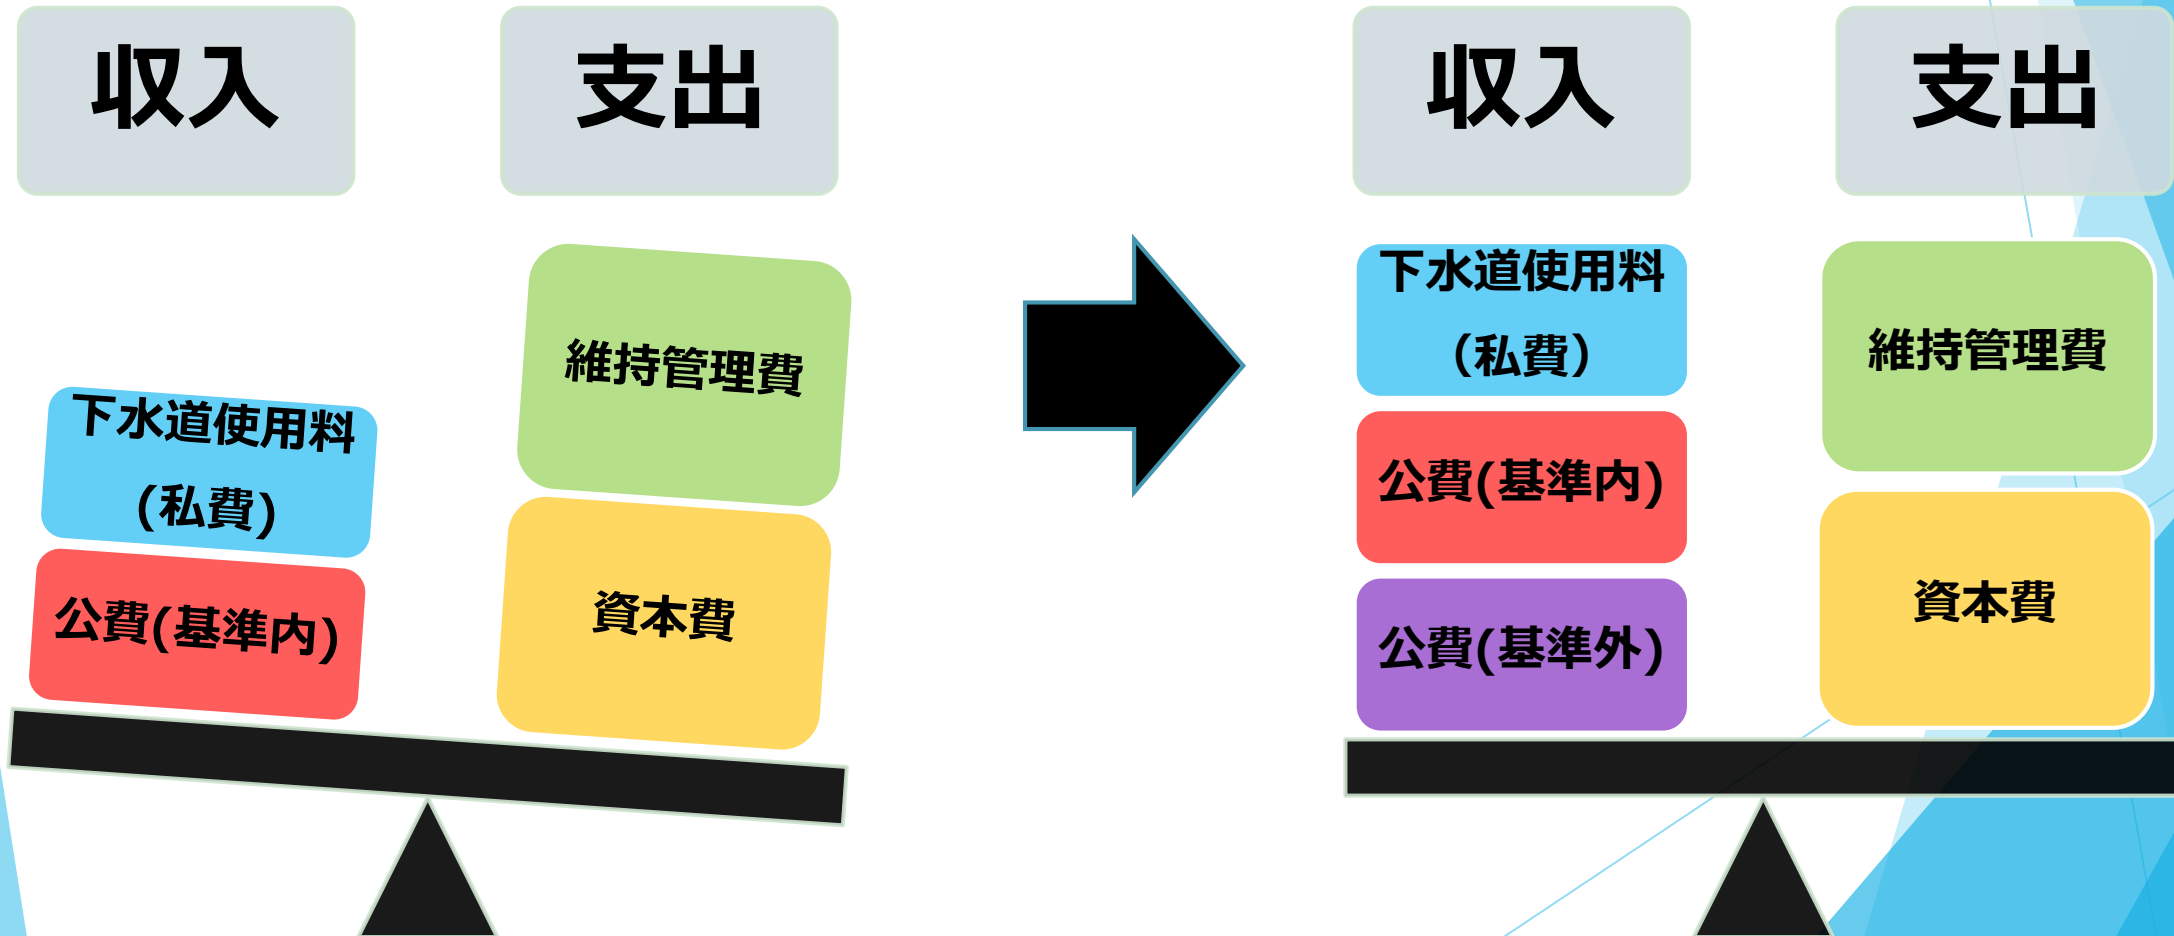 収入
支出
下水道使用料
(私費)
公費(基準内)
維持管理費
資本費
収入
支出
下水道使用料
（私費）
公費(基準内)
公費(基準外)
維持管理費
資本費